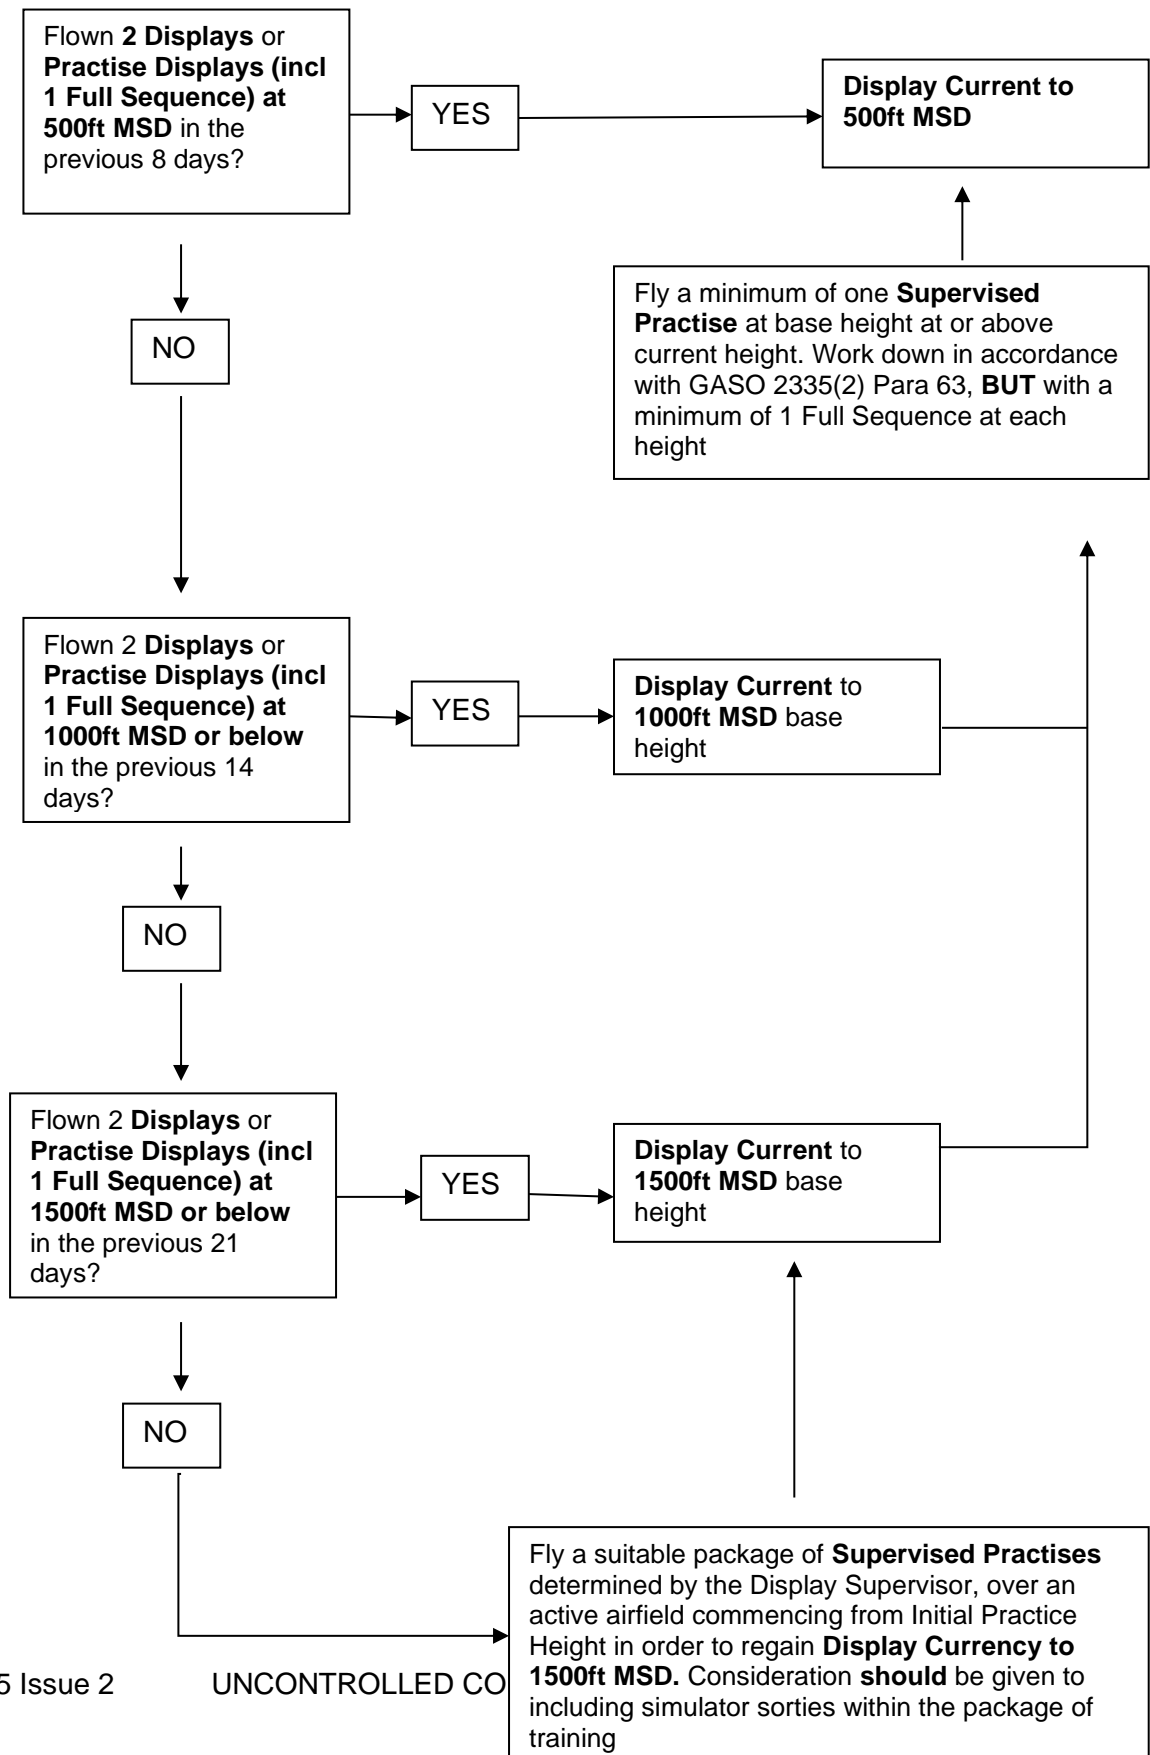 Flown 2 Displays or
Practise Displays (incl
1 Full Sequence) at
500ft MSD in the
previous 8 days?
YES
Display Current to
500ft MSD
NO
Fly a minimum of one Supervised
Practise at base height at or above
current height. Work down in accordance
with GASO 2335(2) Para 63, BUT with a
minimum of 1 Full Sequence at each
height
Flown 2 Displays or
Practise Displays (incl
1 Full Sequence) at
1000ft MSD or below
in the previous 14
days?
YES
Display Current to
1000ft MSD base
height
NO
Flown 2 Displays or
Practise Displays (incl
1 Full Sequence) at
1500ft MSD or below
in the previous 21
days?
YES
Display Current to
1500ft MSD base
height
NO
Fly a suitable package of Supervised Practises
determined by the Display Supervisor, over an
active airfield commencing from Initial Practice
Height in order to regain Display Currency to
1500ft MSD. Consideration should be given to
including simulator sorties within the package of
training
5 Issue 2 UNCONTROLLED CO